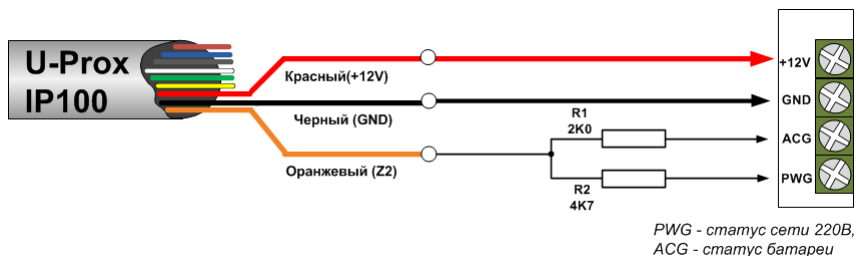 U-Prox
IP100
Красный(+12V)
Черный (GND)
Оранжевый (Z2)
R1
2K0
R2
4K7
+12V
GND
ACG
PWG
PWG - статус сети 220В,
ACG - статус батареи